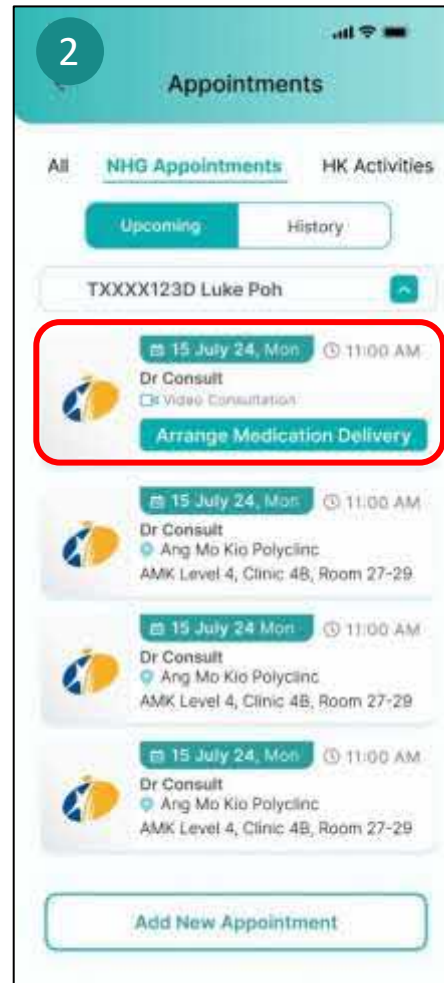 2
Appointments
All NHG Appointments HK Activities
Upcoming History
TXXXX123D Luke Poh
15 July 24, Mon 11:00 AM
Dr Consult
Video Consultation
Arrange Medication Delivery
15 July 24, Mon 11:00 AM
Dr Consult
Ang Mo Kio Polyclinc
AMK Level 4, Clinic 4B, Room 27-29
15 July 24 Mon 11:00 AM
Dr Consult
Ang Mo Kio Polyclinc
AMK Level 4, Clinic 4B, Room 27-29
15 July 24, Mon 11:00 AM
Dr Consult
Ang Mo Kio Polyclinc
AMK Level 4, Clinic 4B, Room 27-29
Add New Appointment